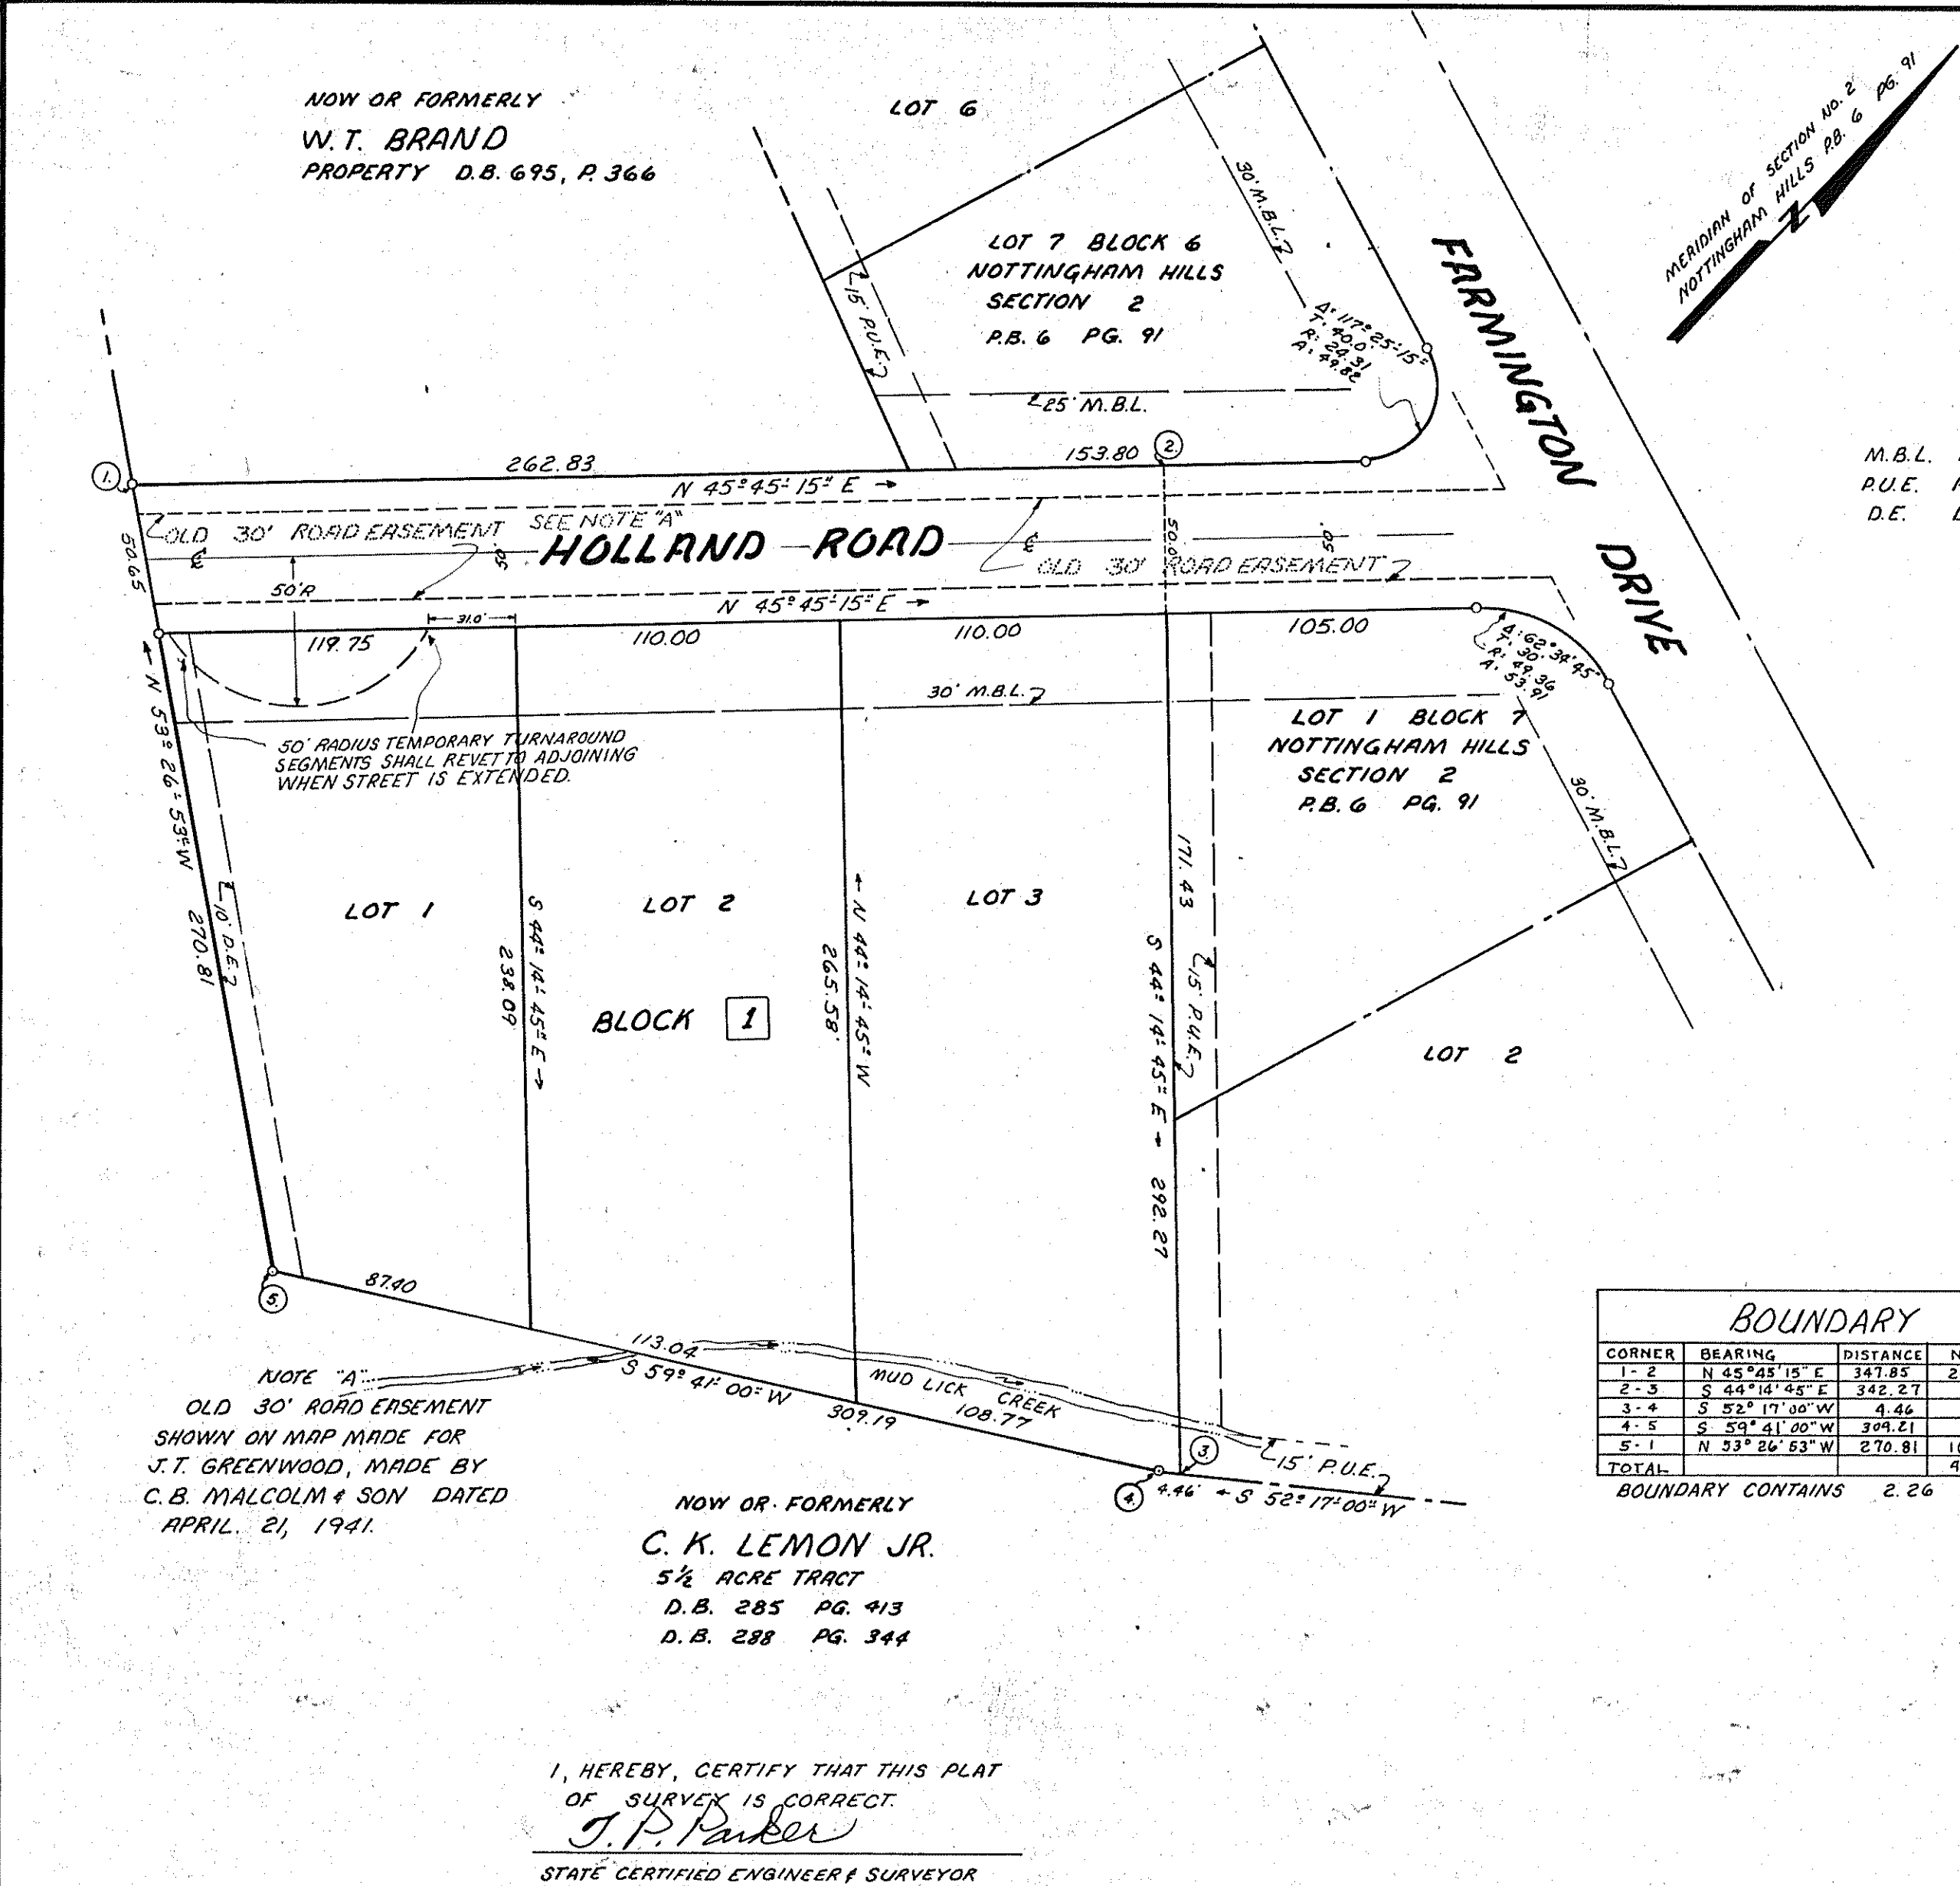 NOW OR FORMERLY
W.T. BRAND
PROPERTY D.B. 695, P. 366
LOT 6
MERIDIAN OF SECTION NO. 2
NOTTINGHAM HILLS P.B. 6 PG. 91
N
30' M.B.L.
LOT 7 BLOCK 6
NOTTINGHAM HILLS
SECTION 2
P.B. 6 PG. 91
15' P.U.E.
Δ: 117°-25'-15"
T: 40.0
R: 24.31
A: 49.82
25' M.B.L.
FARMINGTON DRIVE
M.B.L.
P.U.E.
D.E.
1.
262.83
153.80
2.
N 45°45'15" E
OLD 30' ROAD EASEMENT SEE NOTE "A"
HOLLAND ROAD
OLD 30' ROAD EASEMENT
50.65
50'
50.0
50'
50'R
N 45°45'-15" E
31.0'
119.75
110.00
110.00
105.00
Δ: 62°34'45"
T: 30.
R: 49.36
A: 53.91
30' M.B.L.
50' RADIUS TEMPORARY TURNAROUND
SEGMENTS SHALL REVET TO ADJOINING
WHEN STREET IS EXTENDED.
LOT 1 BLOCK 7
NOTTINGHAM HILLS
SECTION 2
P.B. 6 PG. 91
30' M.B.L.
N 53°26'-53" W 270.81
10' D.E.
LOT 1
S 44°-14'-45" E
238.09
LOT 2
N 44°-14'-45" W
265.58'
LOT 3
171.43
15' P.U.E.
S 44°-14'-45" E 292.27
BLOCK 1
LOT 2
5.
87.40
113.04
S 59°41'00" W
309.19
MUD LICK CREEK
108.77
3.
15' P.U.E.
4.
4.46' S 52°17'00" W
NOTE "A"
OLD 30' ROAD EASEMENT
SHOWN ON MAP MADE FOR
J.T. GREENWOOD, MADE BY
C.B. MALCOLM & SON DATED
APRIL. 21, 1941.
NOW OR FORMERLY
C. K. LEMON JR.
5½ ACRE TRACT
D.B. 285 PG. 413
D.B. 288 PG. 344
BOUNDARY
CORNER BEARING DISTANCE N
1-2 N 45°45'15" E 347.85 2
2-3 S 44°14'45" E 342.27
3-4 S 52°17'00" W 4.46
4-5 S 59°41'00" W 309.21
5-1 N 53°26'53" W 270.81 1
TOTAL 4
BOUNDARY CONTAINS 2.26
I, HEREBY, CERTIFY THAT THIS PLAT
OF SURVEY IS CORRECT.
T. P. Parker
STATE CERTIFIED ENGINEER & SURVEYOR